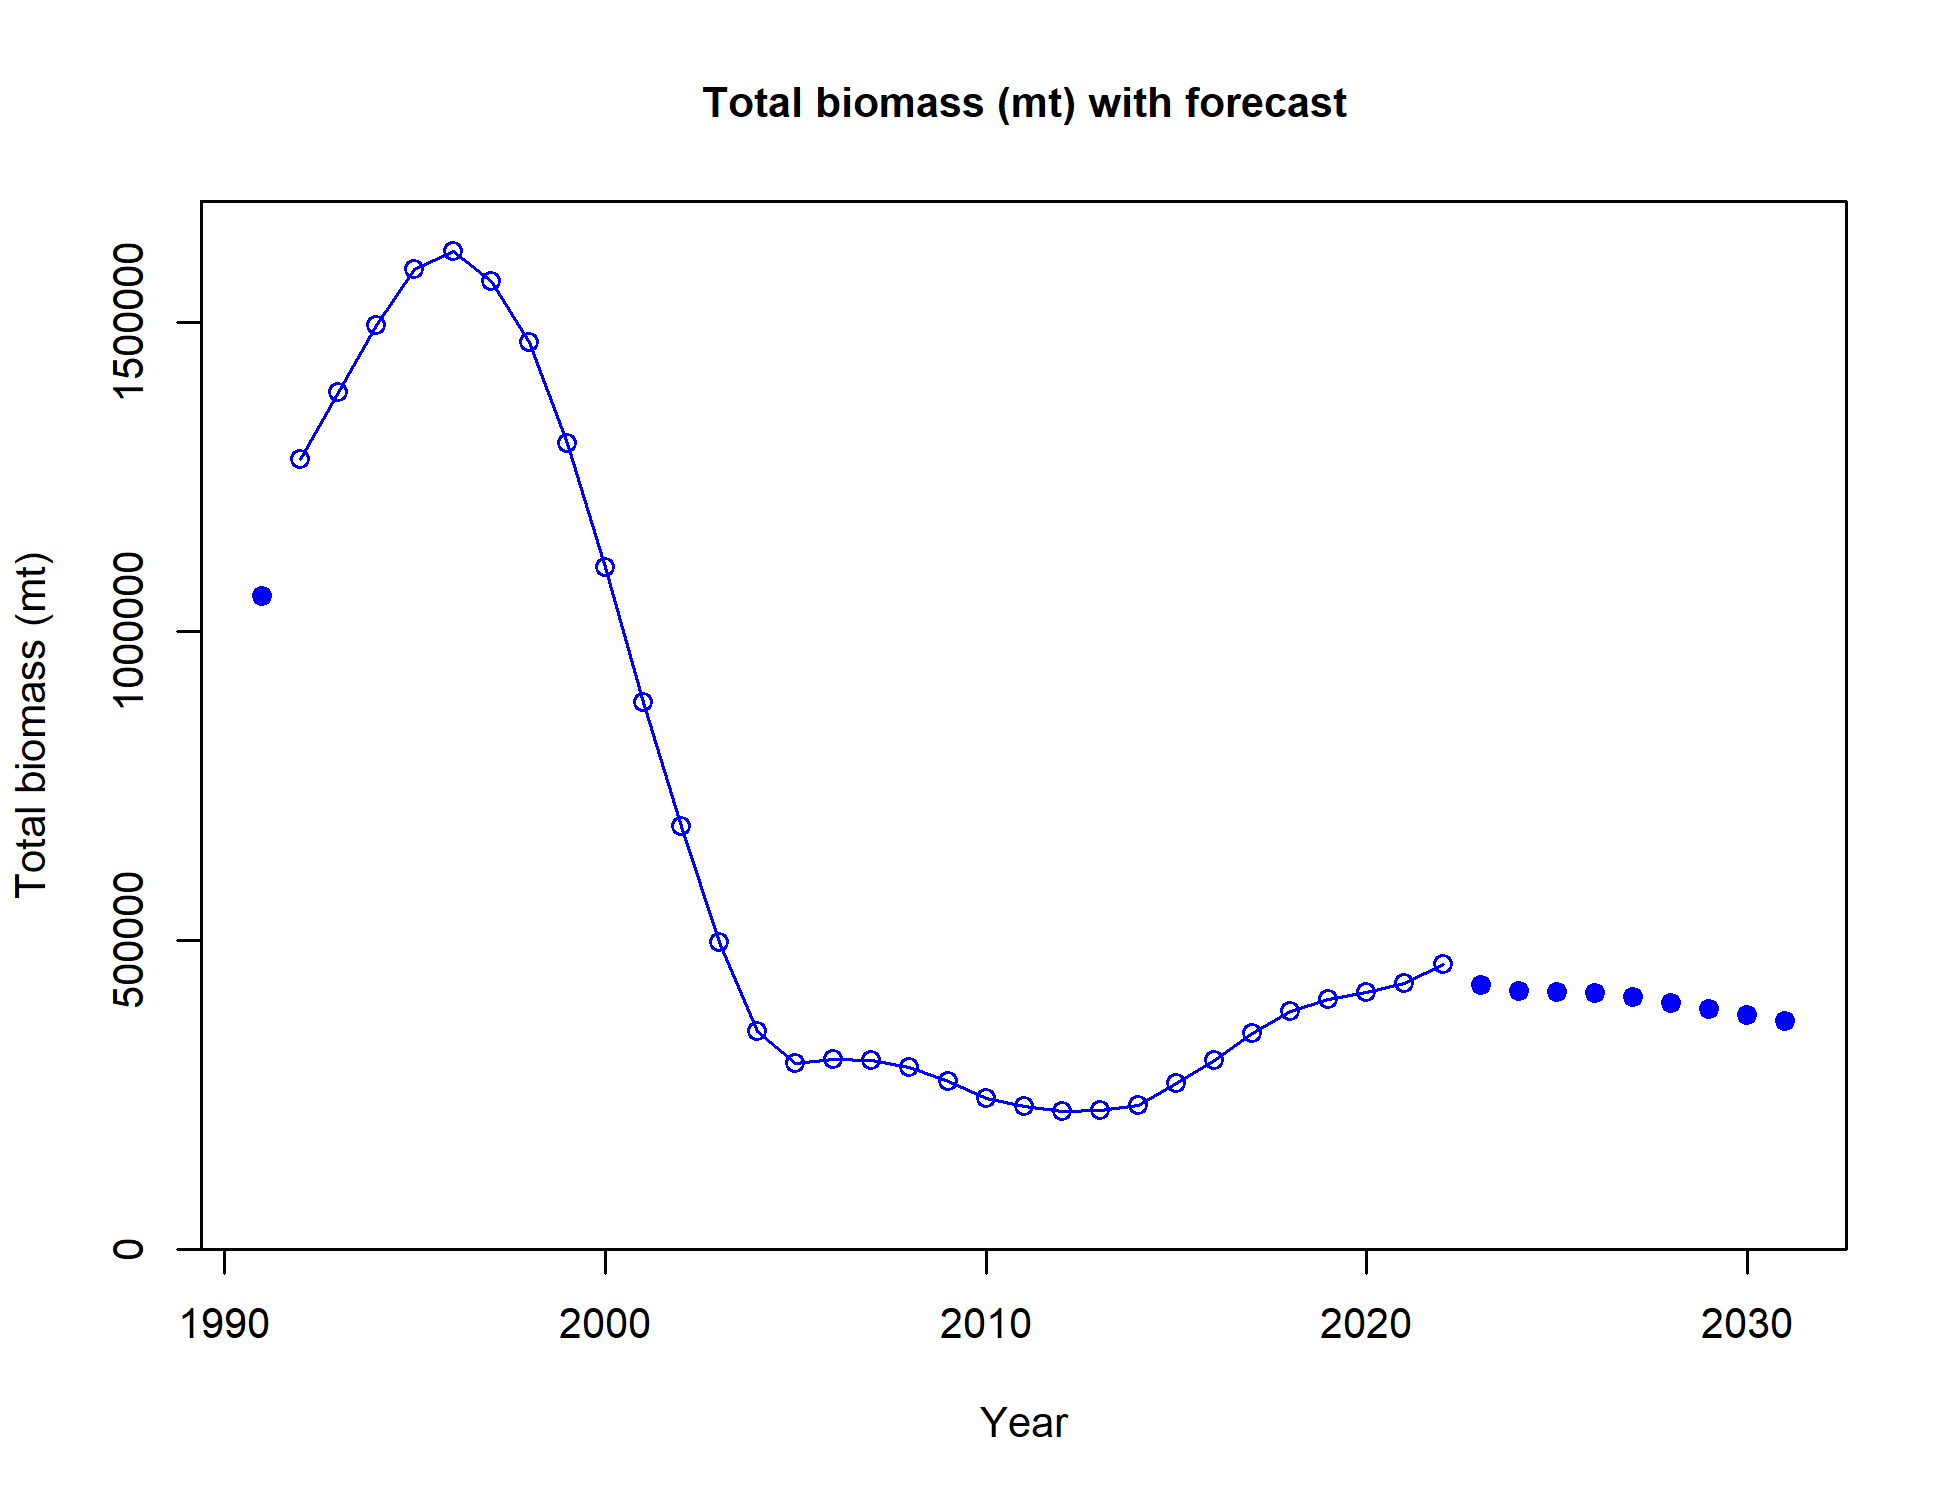 Total biomass (mt) with forecast
Total biomass (mt)
1500000
1000000
500000
0
1990 2000 2010 2020 2030
Year